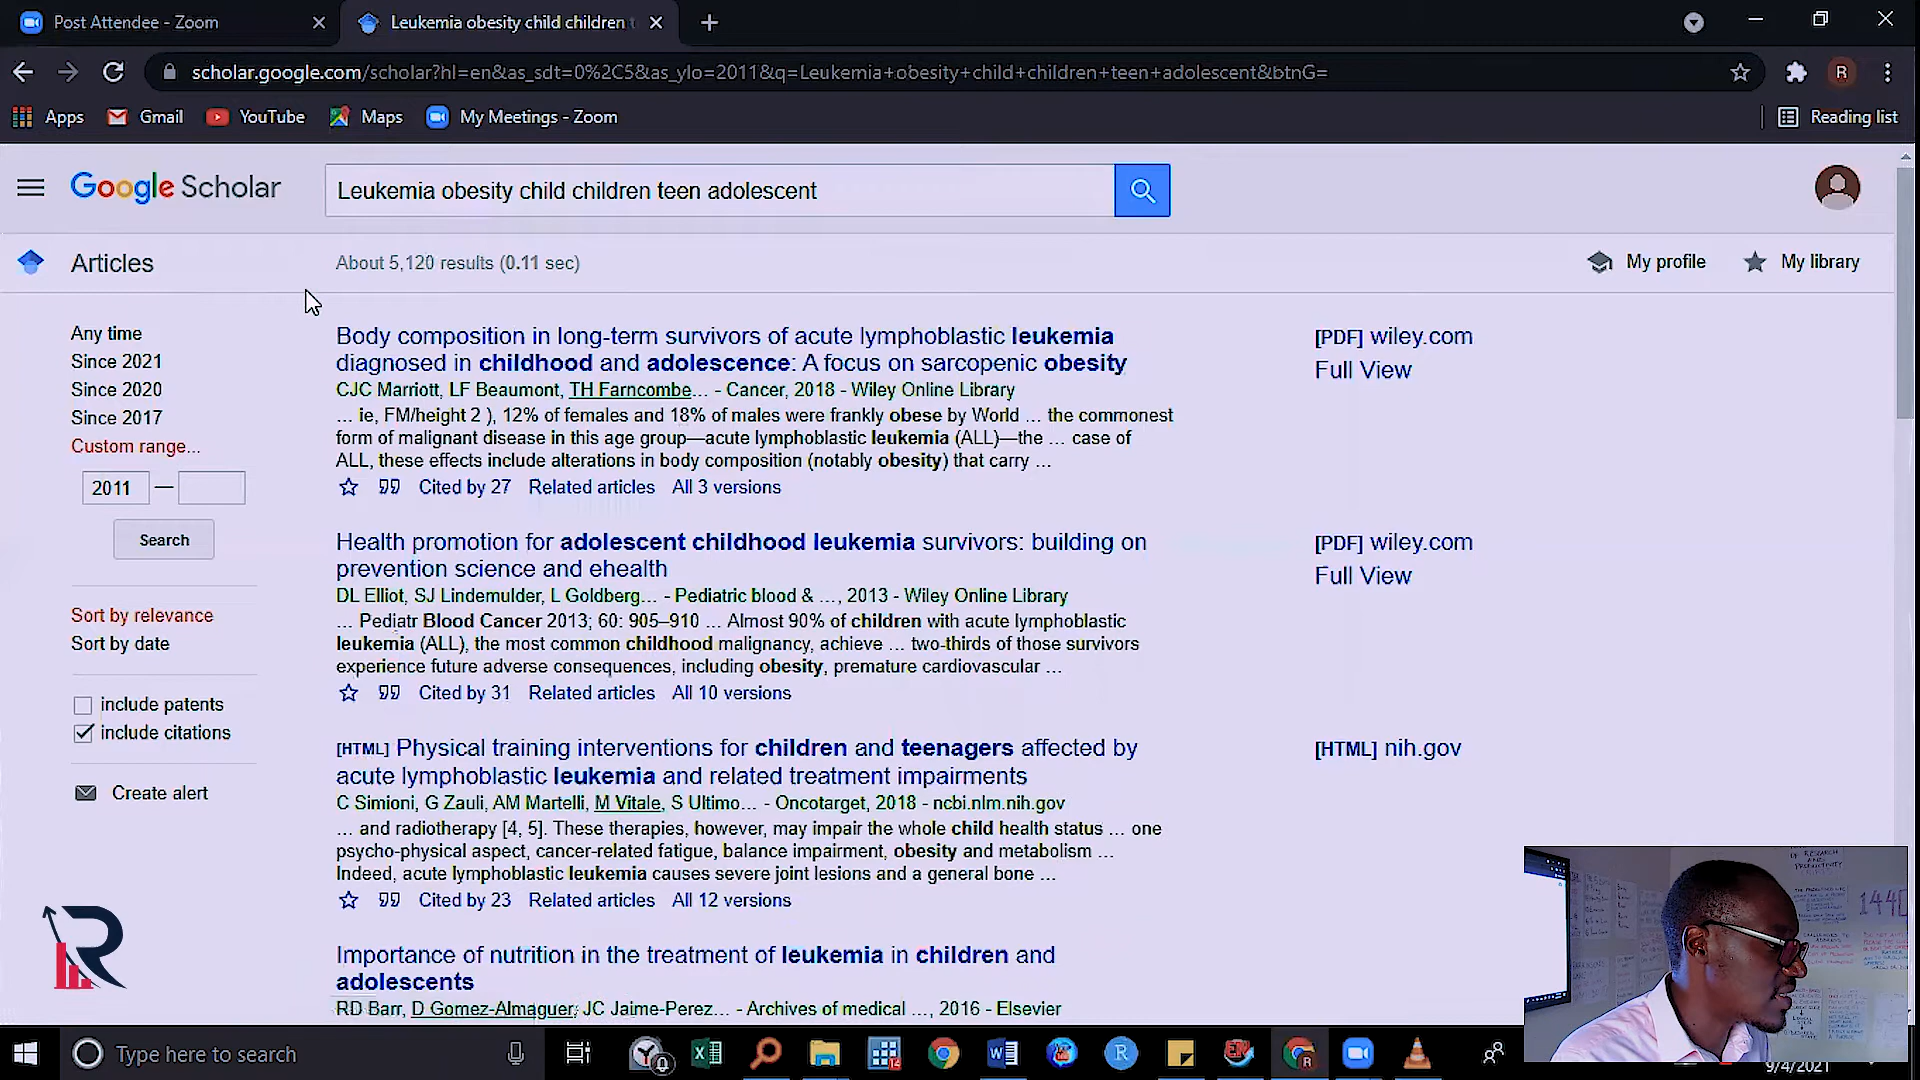 Post Attendee - Zoom
Leukemia obesity child children
scholar.google.com/scholar?hl=en&as_sdt=0%2C5&as_ylo=2011&q=Leukemia+obesity+child+children+teen+adolescent&btnG=
R
Apps
Gmail
YouTube
Maps
My Meetings - Zoom
Reading list
Google Scholar
Leukemia obesity child children teen adolescent
Articles
About 5,120 results (0.11 sec)
My profile
My library
Any time
Since 2021
Since 2020
Since 2017
Custom range...
2011 —
Search
Sort by relevance
Sort by date
include patents
include citations
Create alert
Body composition in long-term survivors of acute lymphoblastic leukemia
diagnosed in childhood and adolescence: A focus on sarcopenic obesity
CJC Marriott, LF Beaumont, TH Farncombe... - Cancer, 2018 - Wiley Online Library
... ie, FM/height 2 ), 12% of females and 18% of males were frankly obese by World ... the commonest
form of malignant disease in this age group—acute lymphoblastic leukemia (ALL)—the ... case of
ALL, these effects include alterations in body composition (notably obesity) that carry ...
Cited by 27 Related articles All 3 versions
[PDF] wiley.com
Full View
Health promotion for adolescent childhood leukemia survivors: building on
prevention science and ehealth
DL Elliot, SJ Lindemulder, L Goldberg... - Pediatric blood & ..., 2013 - Wiley Online Library
... Pediatr Blood Cancer 2013; 60: 905–910 ... Almost 90% of children with acute lymphoblastic
leukemia (ALL), the most common childhood malignancy, achieve ... two-thirds of those survivors
experience future adverse consequences, including obesity, premature cardiovascular ...
Cited by 31 Related articles All 10 versions
[PDF] wiley.com
Full View
[HTML] Physical training interventions for children and teenagers affected by
acute lymphoblastic leukemia and related treatment impairments
C Simioni, G Zauli, AM Martelli, M Vitale, S Ultimo... - Oncotarget, 2018 - ncbi.nlm.nih.gov
... and radiotherapy [4, 5]. These therapies, however, may impair the whole child health status ... one
psycho-physical aspect, cancer-related fatigue, balance impairment, obesity and metabolism ...
Indeed, acute lymphoblastic leukemia causes severe joint lesions and a general bone ...
Cited by 23 Related articles All 12 versions
[HTML] nih.gov
Importance of nutrition in the treatment of leukemia in children and
adolescents
RD Barr, D Gomez-Almaguer, JC Jaime-Perez... - Archives of medical ..., 2016 - Elsevier
R
1440
Type here to search
9/4/2021